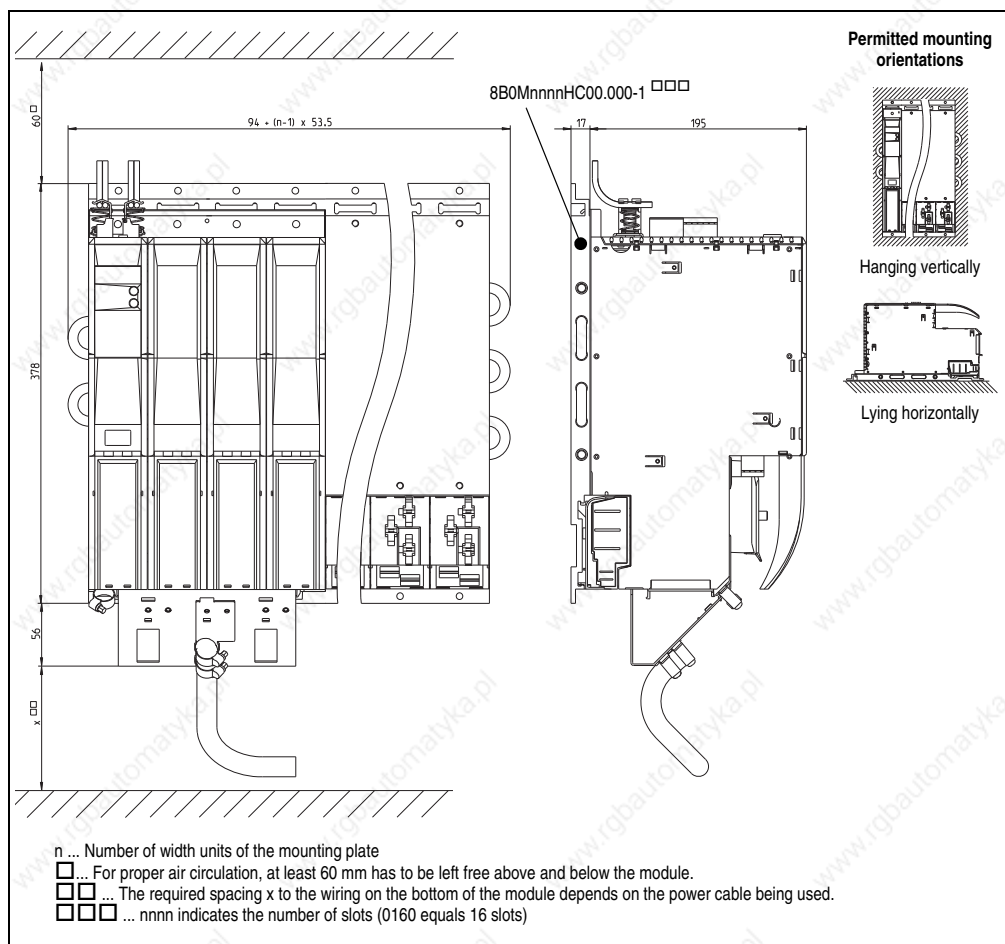 Permitted mounting
orientations
8B0MnnnnHC00.000-1 □□□
60 □
94 + (n-1) x 53.5
17
195
Hanging vertically
378
Lying horizontally
56
x □□
n ... Number of width units of the mounting plate
□... For proper air circulation, at least 60 mm has to be left free above and below the module.
□□ ... The required spacing x to the wiring on the bottom of the module depends on the power cable being used.
□□□ ... nnnn indicates the number of slots (0160 equals 16 slots)
www.rgbautomatyka.pl